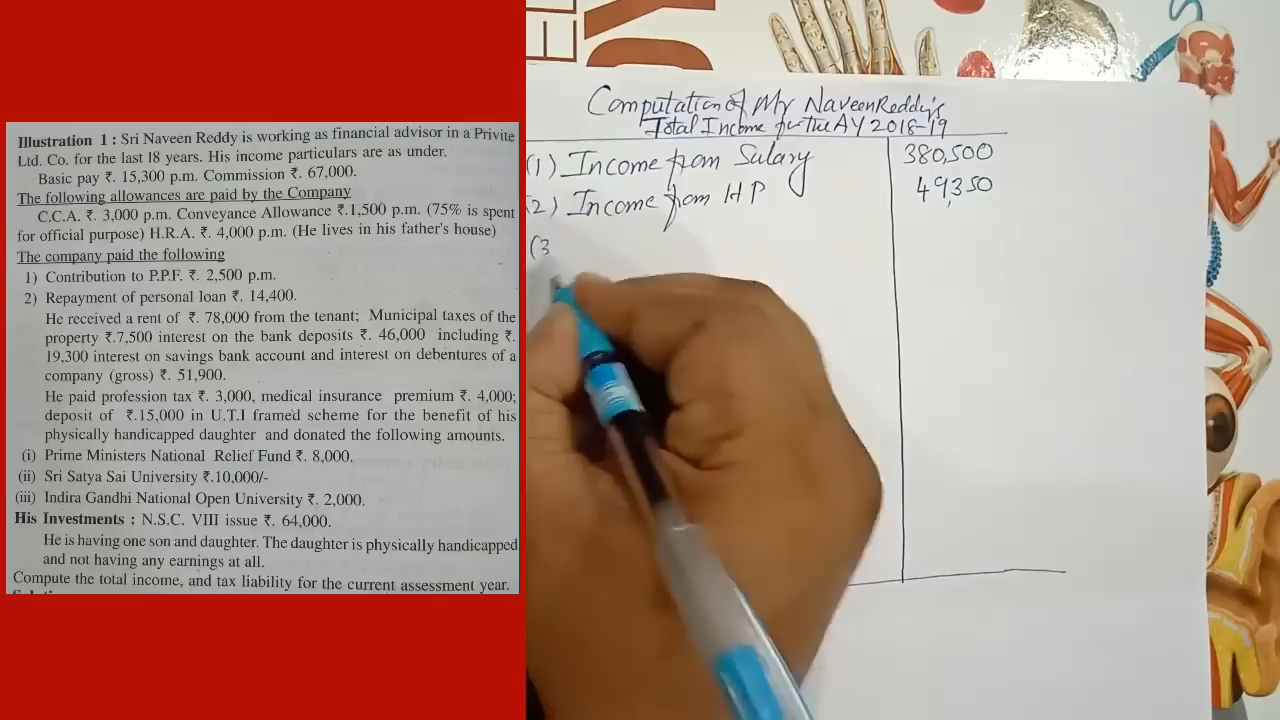 Illustration 1 : Sri Naveen Reddy is working as financial advisor in a Privite
Ltd. Co. for the last 18 years. His income particulars are as under.
Basic pay ₹. 15,300 p.m. Commission ₹. 67,000.
The following allowances are paid by the Company
C.C.A. ₹. 3,000 p.m. Conveyance Allowance ₹.1,500 p.m. (75% is spent
for official purpose) H.R.A. ₹. 4,000 p.m. (He lives in his father's house)
The company paid the following
1) Contribution to P.P.F. ₹. 2,500 p.m.
2) Repayment of personal loan ₹. 14,400.
He received a rent of ₹. 78,000 from the tenant; Municipal taxes of the
property ₹.7,500 interest on the bank deposits ₹. 46,000 including ₹.
19,300 interest on savings bank account and interest on debentures of a
company (gross) ₹. 51,900.
He paid profession tax ₹. 3,000, medical insurance premium ₹. 4,000;
deposit of ₹.15,000 in U.T.I framed scheme for the benefit of his
physically handicapped daughter and donated the following amounts.
(i) Prime Ministers National Relief Fund ₹. 8,000.
(ii) Sri Satya Sai University ₹.10,000/-
(iii) Indira Gandhi National Open University ₹. 2,000.
His Investments : N.S.C. VIII issue ₹. 64,000.
He is having one son and daughter. The daughter is physically handicapped
and not having any earnings at all.
Compute the total income, and tax liability for the current assessment year.
Computation of Mr Naveen Reddy's
Total Income for the AY 2018-19
(1) Income from Salary 380,500
(2) Income from HP 49,350
(3